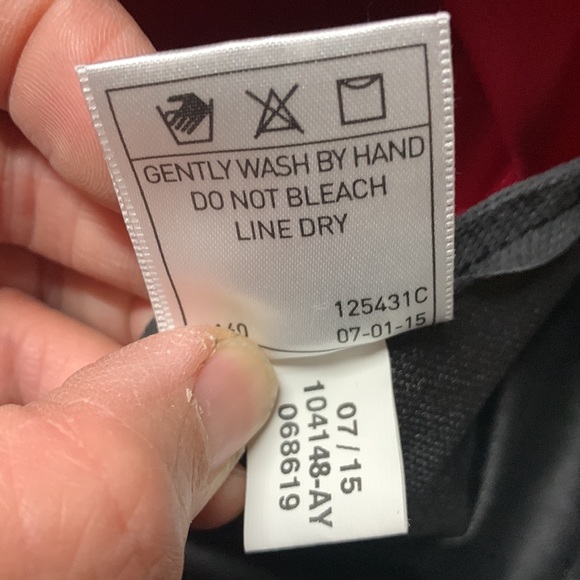 GENTLY WASH BY HAND
DO NOT BLEACH
LINE DRY
125431C
07-01-15
07/15
104148-AY
068619